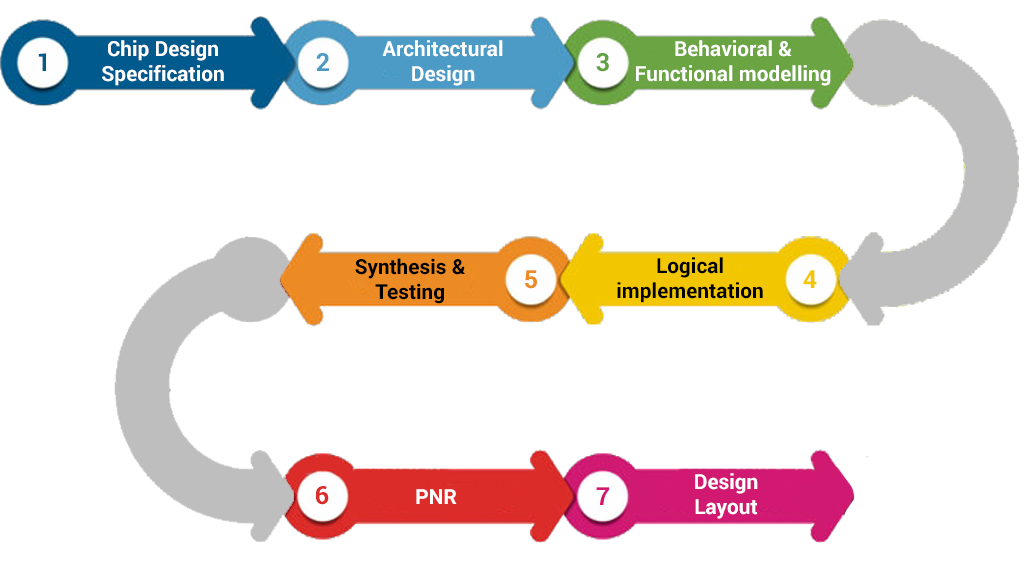 1
Chip Design
Specification
2
Architectural
Design
3
Behavioral &
Functional modelling
4
Logical
implementation
5
Synthesis &
Testing
6
PNR
7
Design
Layout